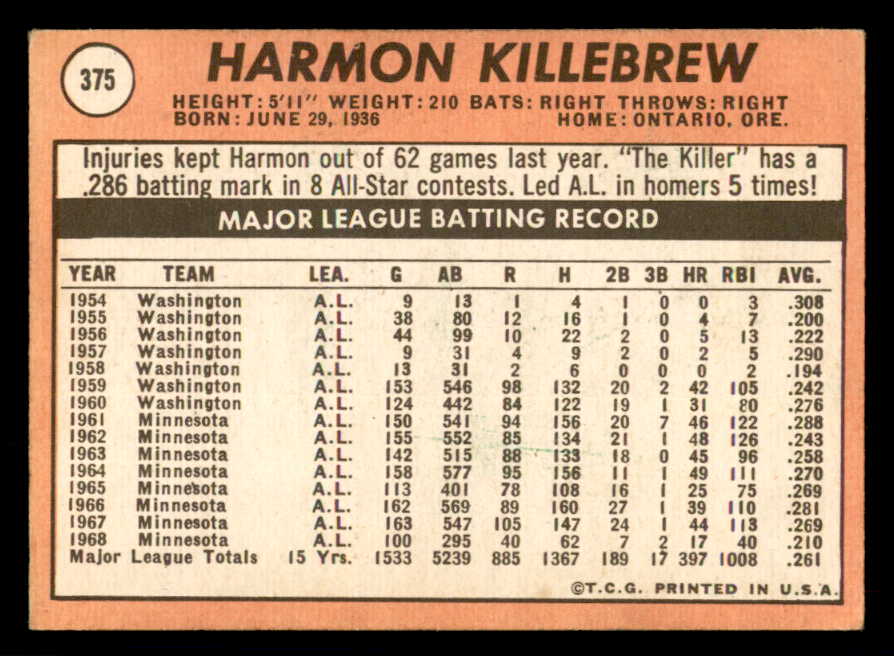 375
HARMON KILLEBREW
HEIGHT: 5'11" WEIGHT: 210 BATS: RIGHT THROWS: RIGHT
BORN: JUNE 29, 1936 HOME: ONTARIO, ORE.
Injuries kept Harmon out of 62 games last year. "The Killer" has a
.286 batting mark in 8 All-Star contests. Led A.L. in homers 5 times!
MAJOR LEAGUE BATTING RECORD
YEAR TEAM LEA. G AB R H 2B 3B HR RBI AVG.
1954 Washington A.L. 9 13 1 4 1 0 0 3 .308
1955 Washington A.L. 38 80 12 16 1 0 4 7 .200
1956 Washington A.L. 44 99 10 22 2 0 5 13 .222
1957 Washington A.L. 9 31 4 9 2 0 2 5 .290
1958 Washington A.L. 13 31 2 6 0 0 0 2 .194
1959 Washington A.L. 153 546 98 132 20 2 42 105 .242
1960 Washington A.L. 124 442 84 122 19 1 31 80 .276
1961 Minnesota A.L. 150 541 94 156 20 7 46 122 .288
1962 Minnesota A.L. 155 552 85 134 21 1 48 126 .243
1963 Minnesota A.L. 142 515 88 133 18 0 45 96 .258
1964 Minnesota A.L. 158 577 95 156 11 1 49 111 .270
1965 Minnesota A.L. 113 401 78 108 16 1 25 75 .269
1966 Minnesota A.L. 162 569 89 160 27 1 39 110 .281
1967 Minnesota A.L. 163 547 105 147 24 1 44 113 .269
1968 Minnesota A.L. 100 295 40 62 7 2 17 40 .210
Major League Totals 15 Yrs. 1533 5239 885 1367 189 17 397 1008 .261
©T.C.G. PRINTED IN U.S.A.